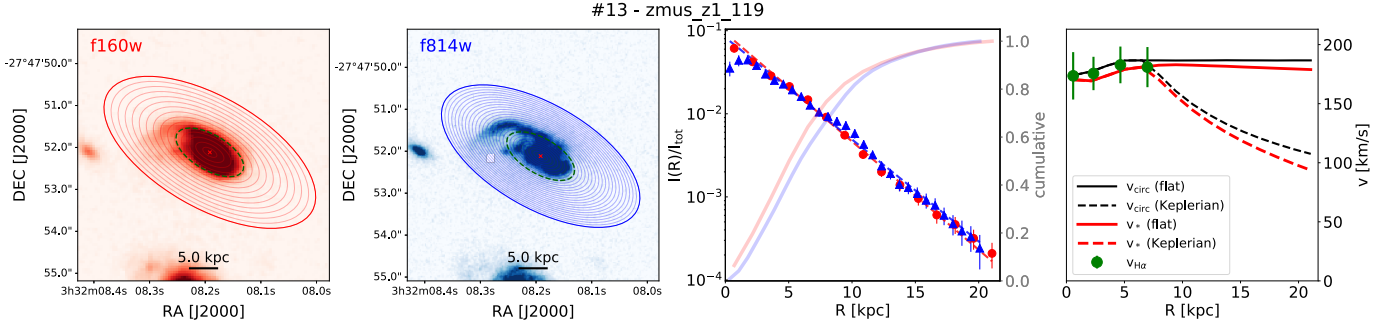 #13 - zmus_z1_119
f160w
-27°47'50.0"
51.0"
52.0"
53.0"
54.0"
55.0"
DEC [J2000]
5.0 kpc
3h32m08.4s 08.3s 08.2s 08.1s 08.0s
RA [J2000]
f814w
-27°47'50.0"
51.0"
52.0"
53.0"
54.0"
55.0"
DEC [J2000]
5.0 kpc
3h32m08.4s 08.3s 08.2s 08.1s 08.0s
RA [J2000]
10⁻¹
10⁻²
10⁻³
10⁻⁴
I(R)/I_tot
0 5 10 15 20
R [kpc]
1.0
0.8
0.6
0.4
0.2
0.0
cumulative
v_circ (flat)
v_circ (Keplerian)
v_* (flat)
v_* (Keplerian)
v_Hα
0 5 10 15 20
R [kpc]
200
150
100
50
0
v [km/s]